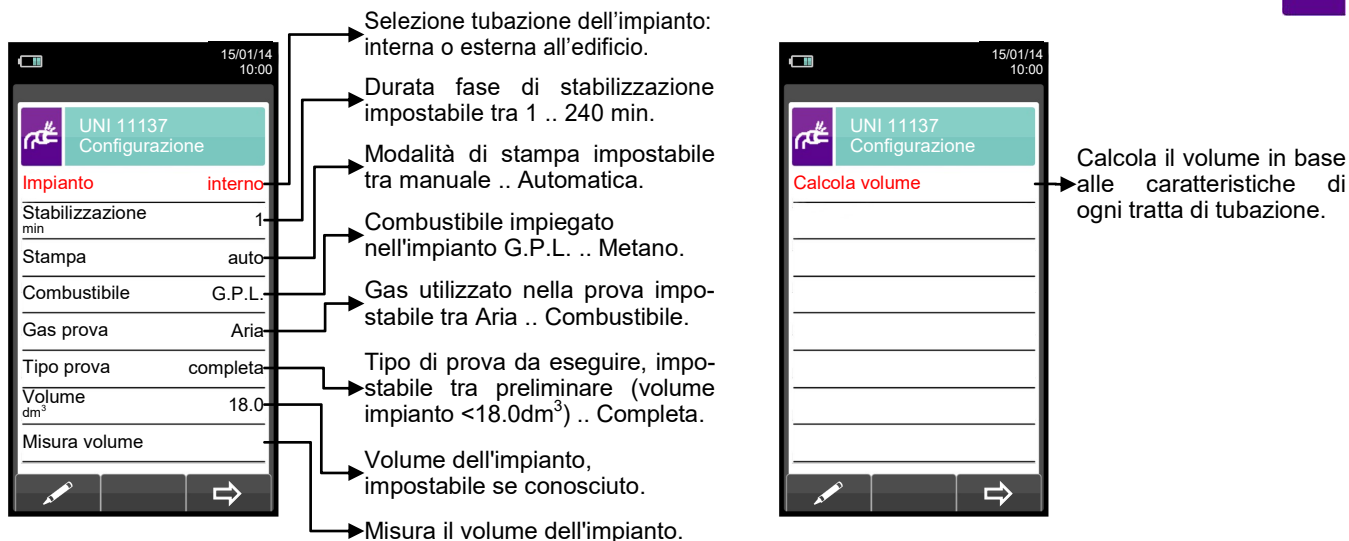 15/01/14
10:00
UNI 11137
Configurazione
Impianto interno
Stabilizzazione
min
1
Stampa auto
Combustibile G.P.L.
Gas prova Aria
Tipo prova completa
Volume
dm³
18.0
Misura volume
Selezione tubazione dell’impianto:
interna o esterna all’edificio.
Durata fase di stabilizzazione
impostabile tra 1 .. 240 min.
Modalità di stampa impostabile
tra manuale .. Automatica.
Combustibile impiegato
nell'impianto G.P.L. .. Metano.
Gas utilizzato nella prova impo-
stabile tra Aria .. Combustibile.
Tipo di prova da eseguire, impo-
stabile tra preliminare (volume
impianto <18.0dm³) .. Completa.
Volume dell'impianto,
impostabile se conosciuto.
Misura il volume dell'impianto.
15/01/14
10:00
UNI 11137
Configurazione
Calcola volume
Calcola il volume in base
alle caratteristiche di
ogni tratta di tubazione.